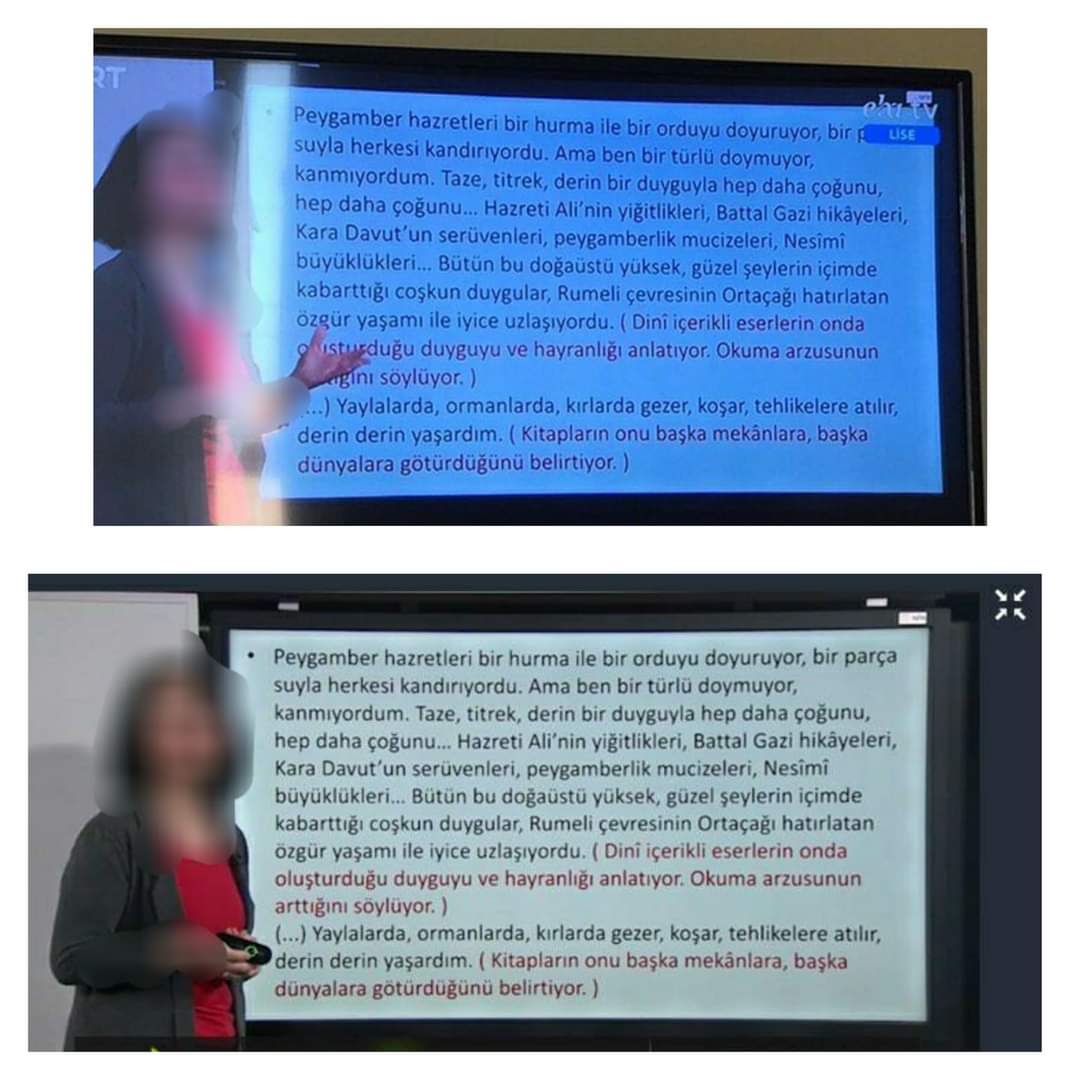 RT
eba tv
LİSE
• Peygamber hazretleri bir hurma ile bir orduyu doyuruyor, bir
suyla herkesi kandırıyordu. Ama ben bir türlü doymuyor,
kanmıyordum. Taze, titrek, derin bir duyguyla hep daha çoğunu,
hep daha çoğunu... Hazreti Ali'nin yiğitlikleri, Battal Gazi hikâyeleri,
Kara Davut'un serüvenleri, peygamberlik mucizeleri, Nesîmî
büyüklükleri... Bütün bu doğaüstü yüksek, güzel şeylerin içimde
kabarttığı coşkun duygular, Rumeli çevresinin Ortaçağı hatırlatan
özgür yaşamı ile iyice uzlaşıyordu. ( Dinî içerikli eserlerin onda
oluşturduğu duyguyu ve hayranlığı anlatıyor. Okuma arzusunun
söylüyor. )
(...) Yaylalarda, ormanlarda, kırlarda gezer, koşar, tehlikelere atılır,
derin derin yaşardım. ( Kitapların onu başka mekânlara, başka
dünyalara götürdüğünü belirtiyor. )
• Peygamber hazretleri bir hurma ile bir orduyu doyuruyor, bir parça
suyla herkesi kandırıyordu. Ama ben bir türlü doymuyor,
kanmıyordum. Taze, titrek, derin bir duyguyla hep daha çoğunu,
hep daha çoğunu... Hazreti Ali'nin yiğitlikleri, Battal Gazi hikâyeleri,
Kara Davut'un serüvenleri, peygamberlik mucizeleri, Nesîmî
büyüklükleri... Bütün bu doğaüstü yüksek, güzel şeylerin içimde
kabarttığı coşkun duygular, Rumeli çevresinin Ortaçağı hatırlatan
özgür yaşamı ile iyice uzlaşıyordu. ( Dinî içerikli eserlerin onda
oluşturduğu duyguyu ve hayranlığı anlatıyor. Okuma arzusunun
arttığını söylüyor. )
(...) Yaylalarda, ormanlarda, kırlarda gezer, koşar, tehlikelere atılır,
derin derin yaşardım. ( Kitapların onu başka mekânlara, başka
dünyalara götürdüğünü belirtiyor. )